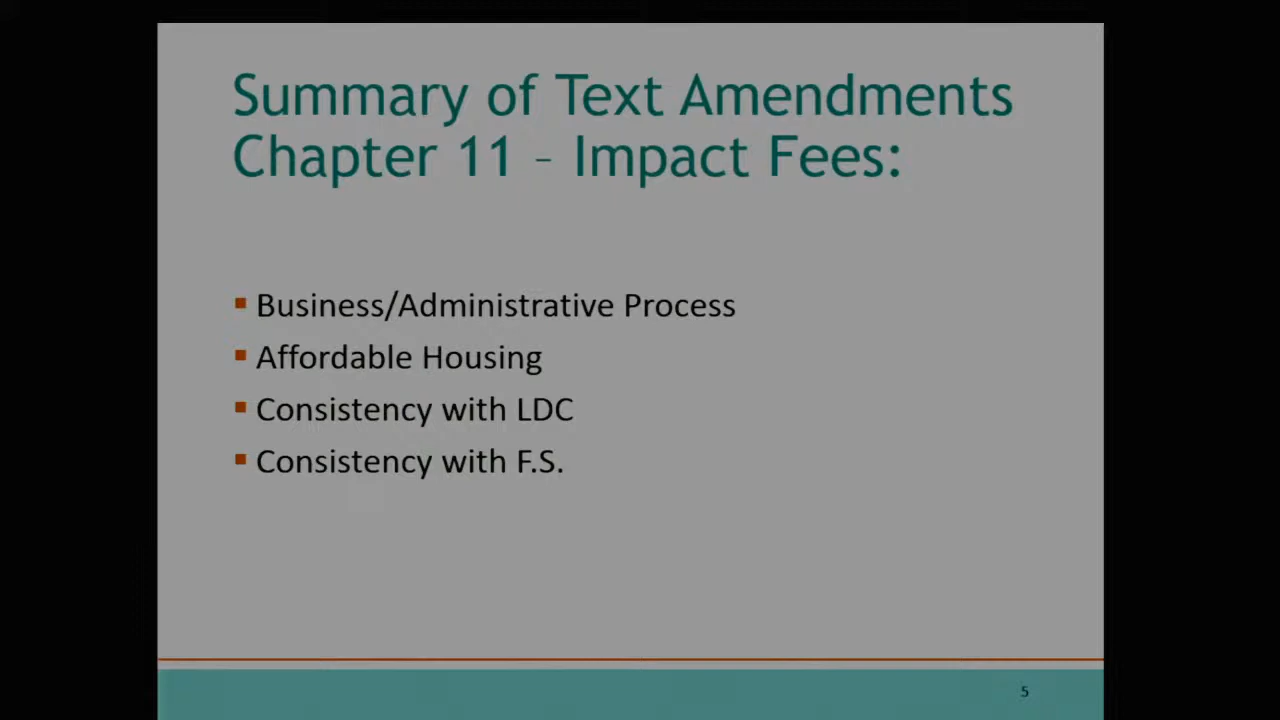 Summary of Text Amendments
Chapter 11 – Impact Fees:
▪ Business/Administrative Process
▪ Affordable Housing
▪ Consistency with LDC
▪ Consistency with F.S.
5